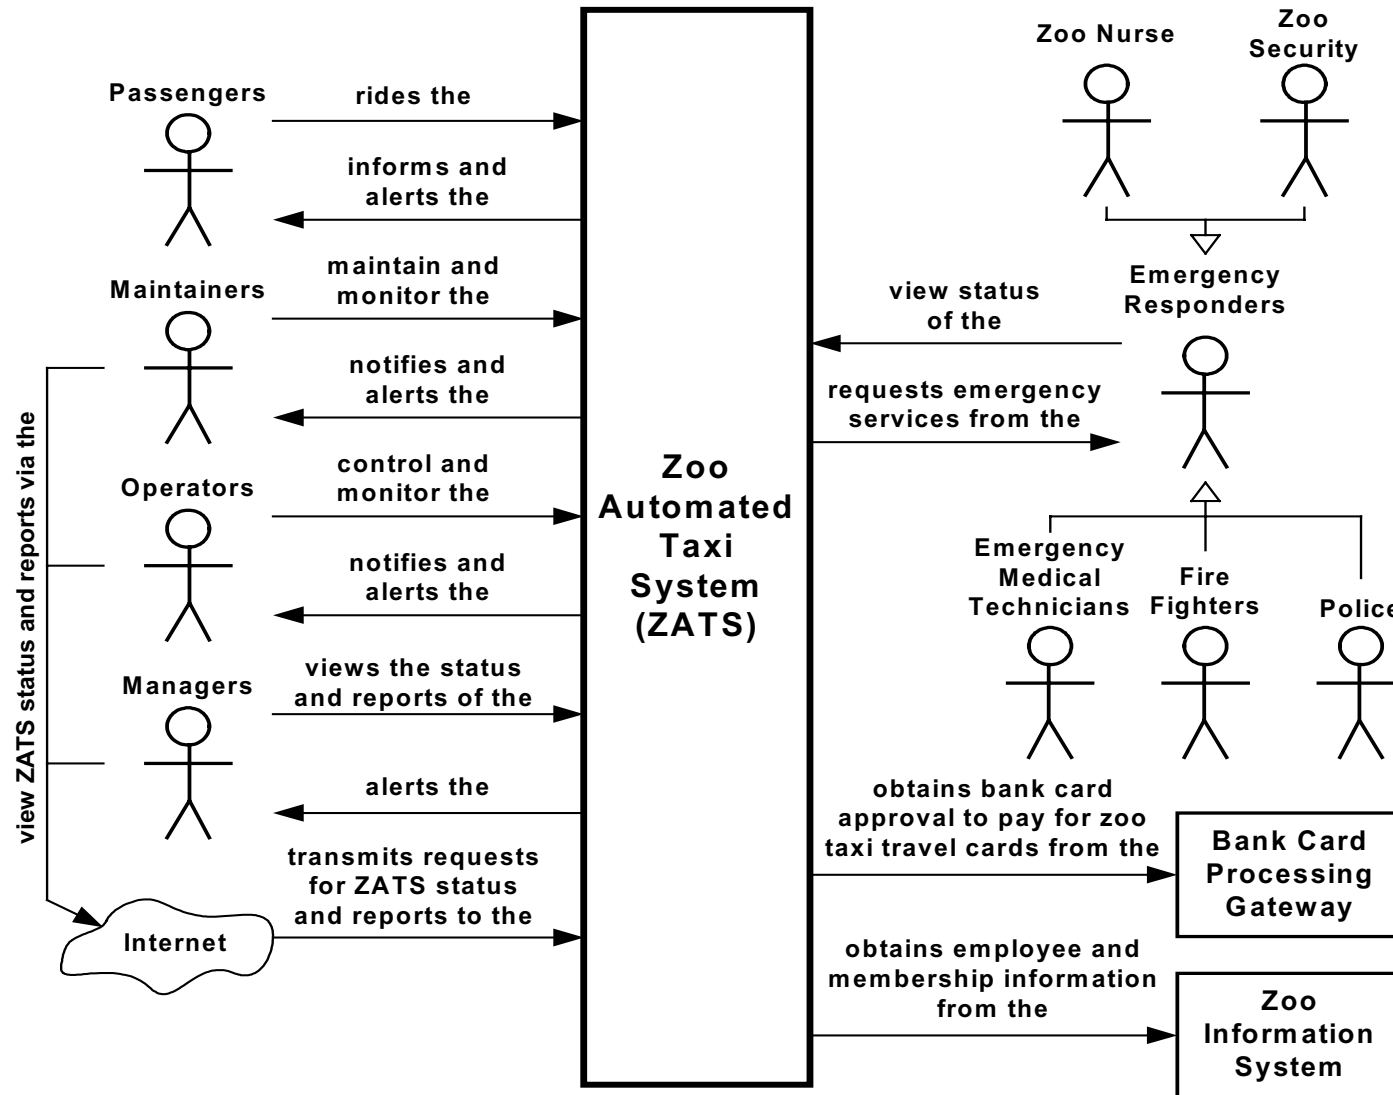 Passengers
rides the
informs and
alerts the
Maintainers
maintain and
monitor the
notifies and
alerts the
Operators
control and
monitor the
notifies and
alerts the
Managers
views the status
and reports of the
alerts the
view ZATS status and reports via the
Internet
transmits requests
for ZATS status
and reports to the
Zoo
Automated
Taxi
System
(ZATS)
Zoo Nurse
Zoo
Security
Emergency
Responders
view status
of the
requests emergency
services from the
Emergency
Medical
Technicians
Fire
Fighters
Police
obtains bank card
approval to pay for zoo
taxi travel cards from the
Bank Card
Processing
Gateway
obtains employee and
membership information
from the
Zoo
Information
System